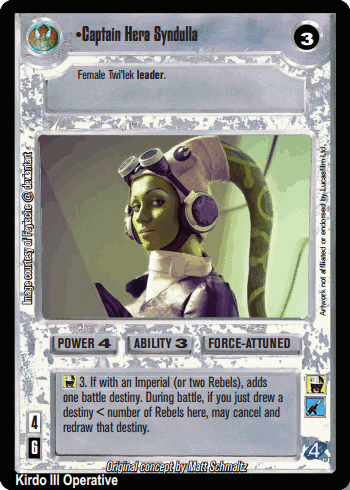 •Captain Hera Syndulla
3
Female Twi'lek leader.
Image courtesy of Feyische @ deviantart
Artwork not affiliated or endorsed by Lucasfilm Ltd.
POWER 4
ABILITY 3
FORCE-ATTUNED
3. If with an Imperial (or two Rebels), adds
one battle destiny. During battle, if you just drew a
destiny < number of Rebels here, may cancel and
redraw that destiny.
4
6
4
Original concept by Matt Schmaltz
Kirdo III Operative